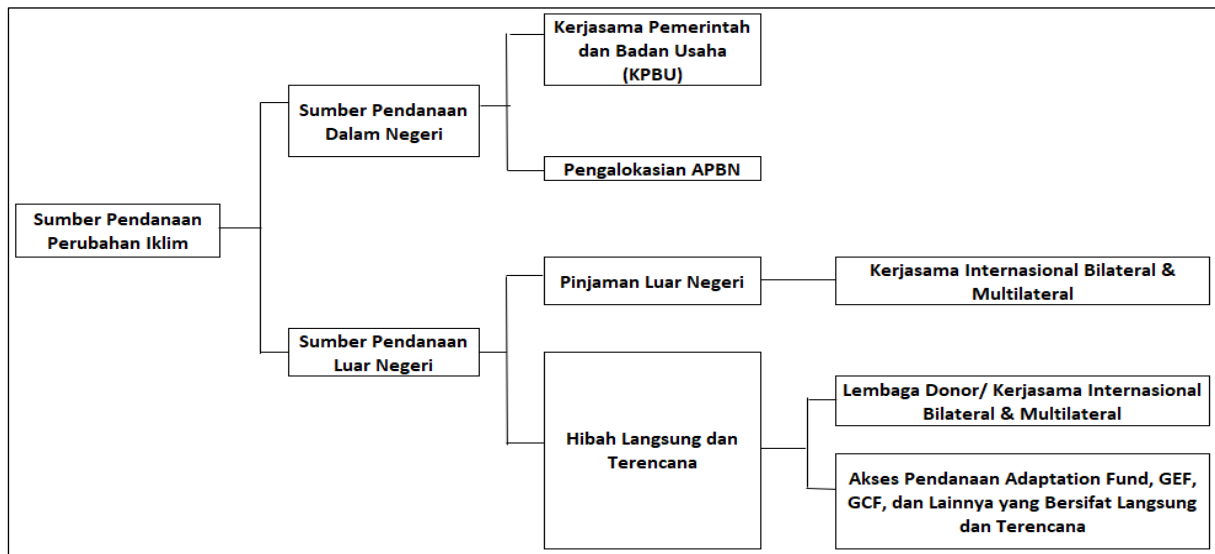 Kerjasama Pemerintah
dan Badan Usaha
(KPBU)
Sumber Pendanaan
Dalam Negeri
Pengalokasian APBN
Sumber Pendanaan
Perubahan Iklim
Pinjaman Luar Negeri
Kerjasama Internasional Bilateral &
Multilateral
Sumber Pendanaan
Luar Negeri
Hibah Langsung dan
Terencana
Lembaga Donor/ Kerjasama Internasional
Bilateral & Multilateral
Akses Pendanaan Adaptation Fund, GEF,
GCF, dan Lainnya yang Bersifat Langsung
dan Terencana